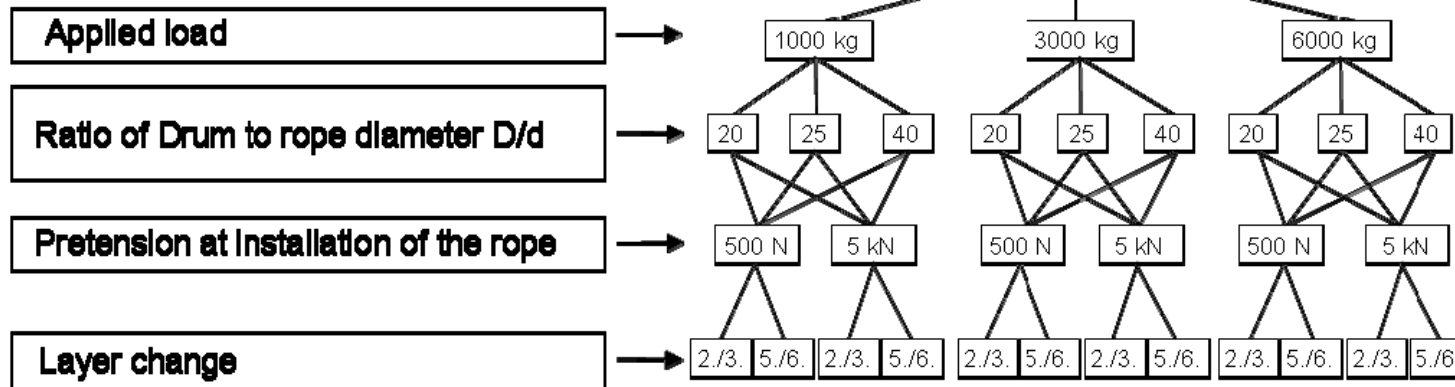 Applied load
1000 kg 3000 kg 6000 kg
Ratio of Drum to rope diameter D/d
20 25 40 20 25 40 20 25 40
Pretension at Installation of the rope
500 N 5 kN 500 N 5 kN 500 N 5 kN
Layer change
2./3. 5./6. 2./3. 5./6. 2./3. 5./6. 2./3. 5./6. 2./3. 5./6. 2./3. 5./6